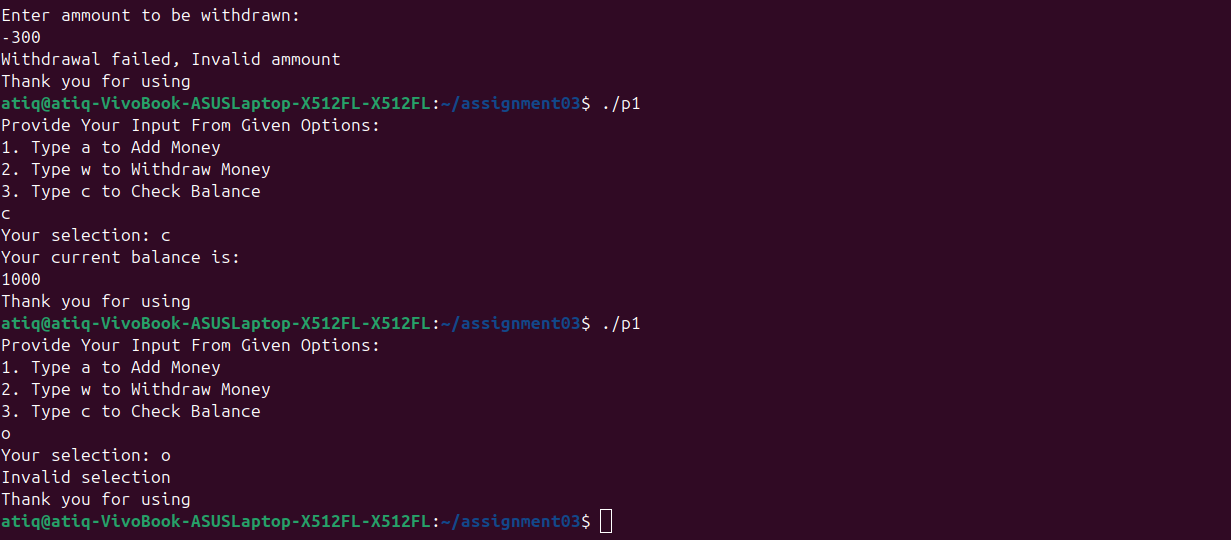 Enter ammount to be withdrawn:
-300
Withdrawal failed, Invalid ammount
Thank you for using
atiq@atiq-VivoBook-ASUSLaptop-X512FL-X512FL:~/assignment03$ ./p1
Provide Your Input From Given Options:
1. Type a to Add Money
2. Type w to Withdraw Money
3. Type c to Check Balance
c
Your selection: c
Your current balance is:
1000
Thank you for using
atiq@atiq-VivoBook-ASUSLaptop-X512FL-X512FL:~/assignment03$ ./p1
Provide Your Input From Given Options:
1. Type a to Add Money
2. Type w to Withdraw Money
3. Type c to Check Balance
o
Your selection: o
Invalid selection
Thank you for using
atiq@atiq-VivoBook-ASUSLaptop-X512FL-X512FL:~/assignment03$